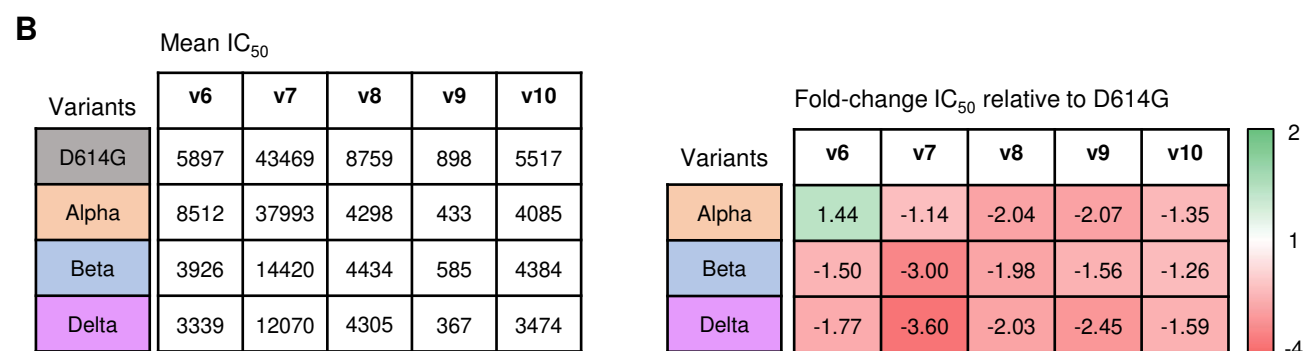 B
Mean IC50
Variants v6 v7 v8 v9 v10
D614G 5897 43469 8759 898 5517
Alpha 8512 37993 4298 433 4085
Beta 3926 14420 4434 585 4384
Delta 3339 12070 4305 367 3474
Fold-change IC50 relative to D614G
Variants v6 v7 v8 v9 v10
Alpha 1.44 -1.14 -2.04 -2.07 -1.35
Beta -1.50 -3.00 -1.98 -1.56 -1.26
Delta -1.77 -3.60 -2.03 -2.45 -1.59
2
1
-4